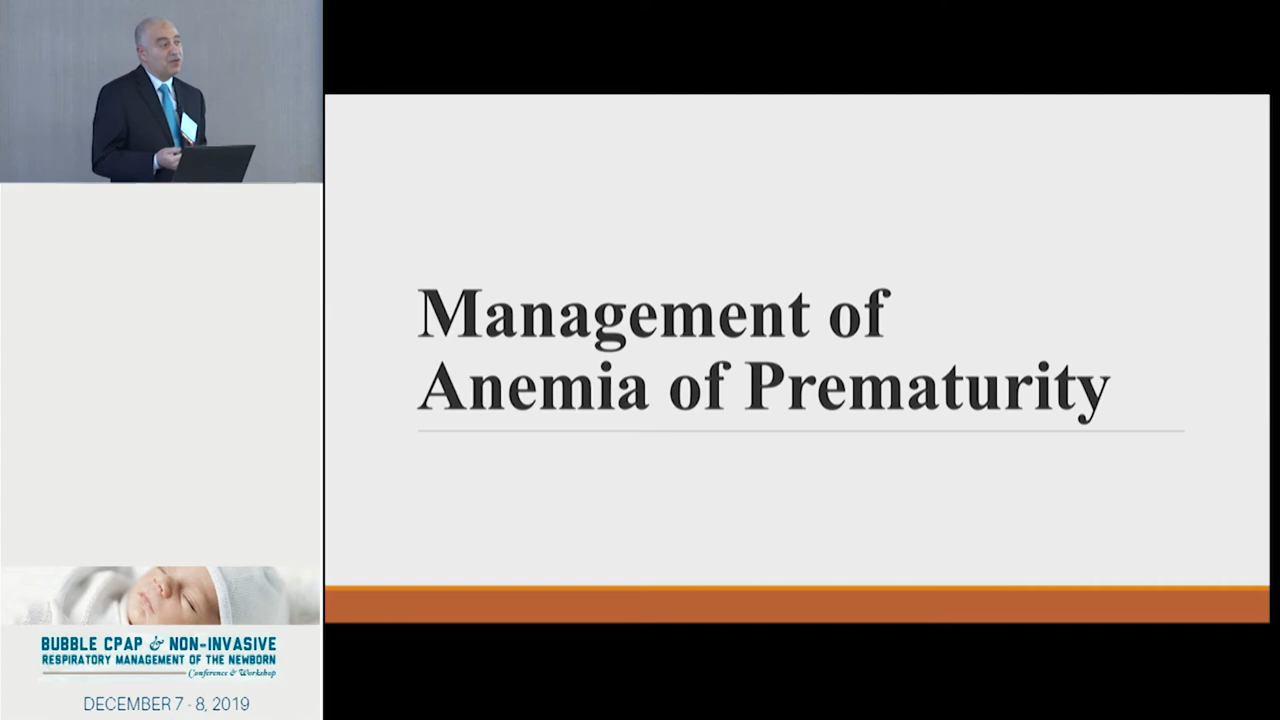 Management of
Anemia of Prematurity
BUBBLE CPAP & NON-INVASIVE
RESPIRATORY MANAGEMENT OF THE NEWBORN
Conference & Workshop
DECEMBER 7 - 8, 2019